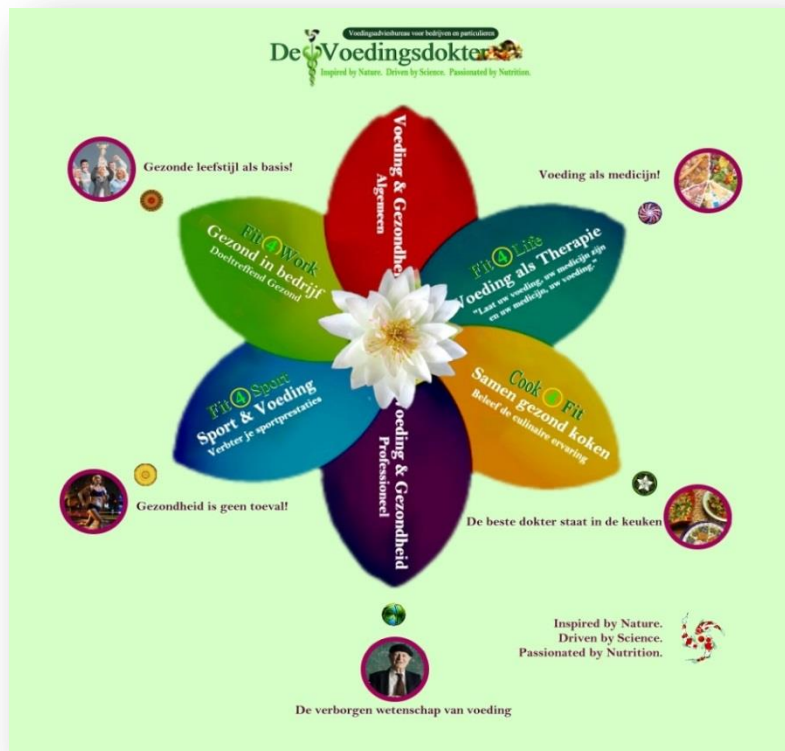 Voedingsadviesbureau voor bedrijven en particulieren
De Voedingsdokter
Inspired by Nature. Driven by Science. Passionated by Nutrition.
Gezonde leefstijl als basis!
Voeding als medicijn!
Voeding & Gezondhe
Algemeen
Fit 4 Work
Gezond in bedrijf
Doeltreffend Gezond
Fit 4 Life
Voeding als Therapie
"Laat uw voeding, uw medicijn zijn
en uw medicijn, uw voeding."
Fit 4 Sport
Sport & Voeding
Verbter je sportprestaties
Cook 4 Fit
Samen gezond koken
Beleef de culinaire ervaring
Voeding & Gezondheid
Professioneel
Gezondheid is geen toeval!
De beste dokter staat in de keuken
Inspired by Nature.
Driven by Science.
Passionated by Nutrition.
De verborgen wetenschap van voeding